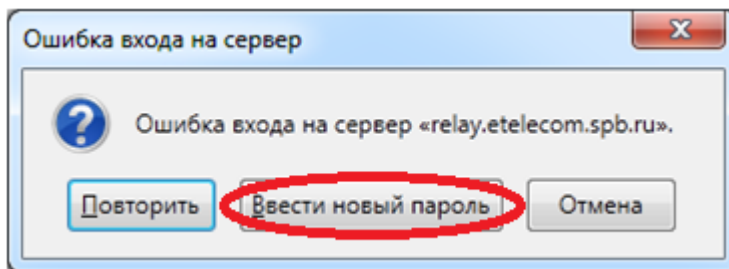 Ошибка входа на сервер
Ошибка входа на сервер «relay.etelecom.spb.ru».
Повторить Ввести новый пароль Отмена